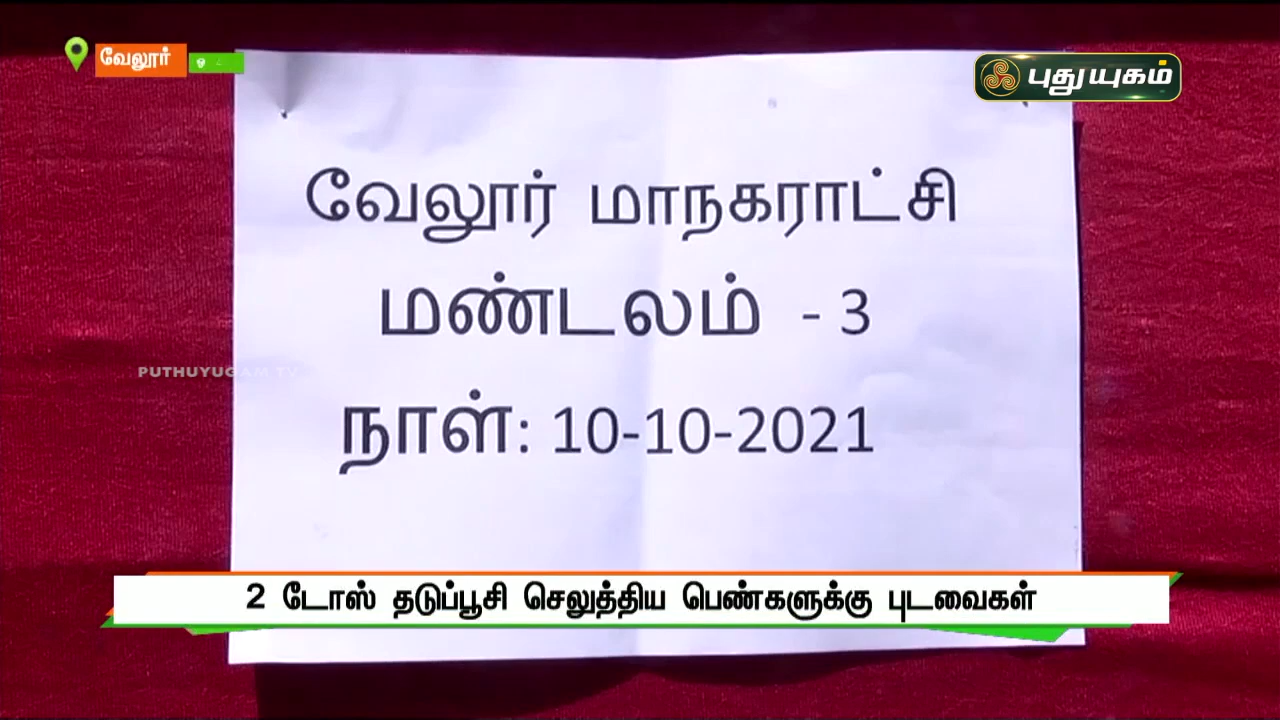 வேலூர்
புதுயுகம்
வேலூர் மாநகராட்சி
மண்டலம் - 3
PUTHUYUGAM TV
நாள்: 10-10-2021
2 டோஸ் தடுப்பூசி செலுத்திய பெண்களுக்கு புடவைகள்